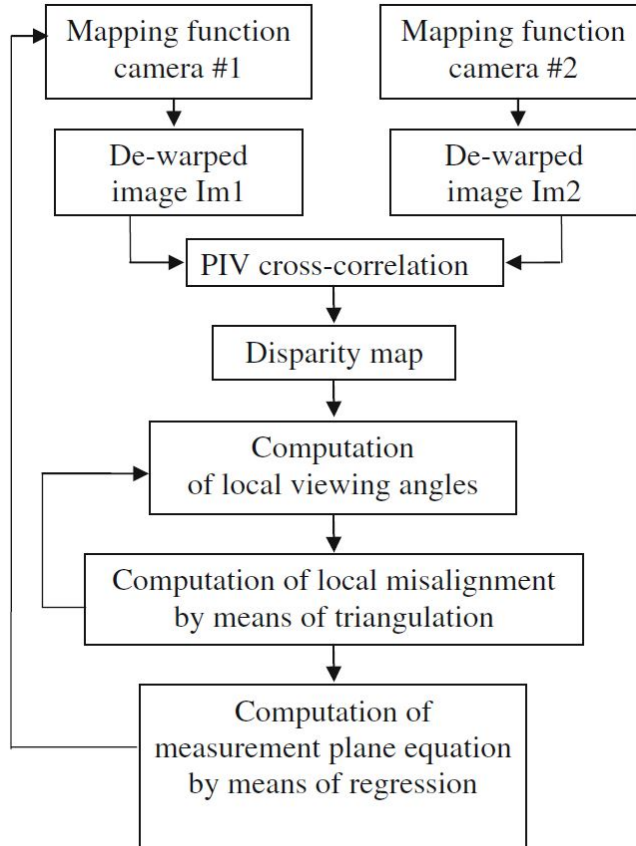 Mapping function
camera #1
Mapping function
camera #2
De-warped
image Im1
De-warped
image Im2
PIV cross-correlation
Disparity map
Computation
of local viewing angles
Computation of local misalignment
by means of triangulation
Computation of
measurement plane equation
by means of regression